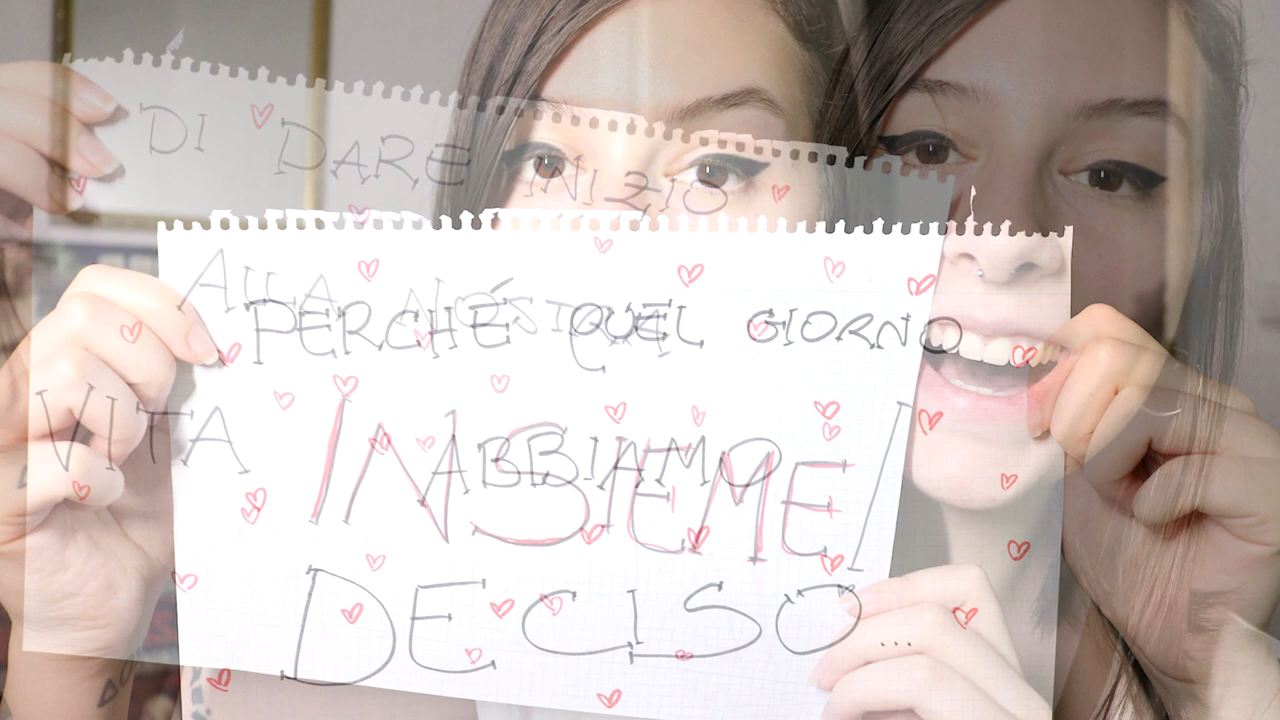 PERCHÉ QUEL GIORNO
ABBIAMO
DECISO...
DI DARE INIZIO
ALLA
VITA
INSIEME!